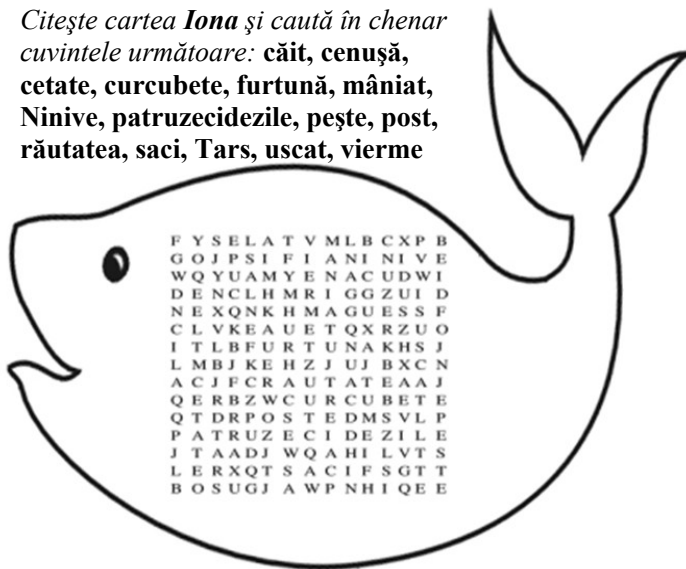 Citeşte cartea Iona şi caută în chenar
cuvintele următoare: căit, cenuşă,
cetate, curcubete, furtună, mâniat,
Ninive, patruzecidezile, peşte, post,
răutatea, saci, Tars, uscat, vierme
F Y S E L A T V M L B C X P B
G O J P S I F I A N I N I V E
W Q Y U A M Y E N A C U D W I
D E N C L H M R I G G Z U I D
N E X Q N K H M A G U E S S F
C L V K E A U E T Q X R Z U O
I T L B F U R T U N A K H S J
L M B J K E H Z J U J B X C N
A C J F C R A U T A T E A A J
Q E R B Z W C U R C U B E T E
Q T D R P O S T E D M S V L P
P A T R U Z E C I D E Z I L E
J T A A D J W Q A H I L V T S
L E R X Q T S A C I F S G T T
B O S U G J A W P N H I Q E E